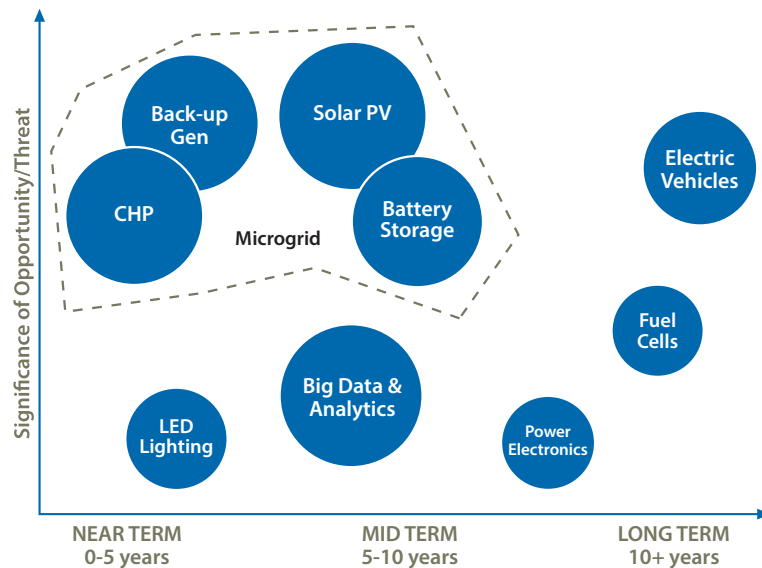 Significance of Opportunity/Threat
Back-up
Gen
Solar PV
Electric
Vehicles
CHP
Battery
Storage
Microgrid
Fuel
Cells
Big Data &
Analytics
LED
Lighting
Power
Electronics
NEAR TERM
0-5 years
MID TERM
5-10 years
LONG TERM
10+ years